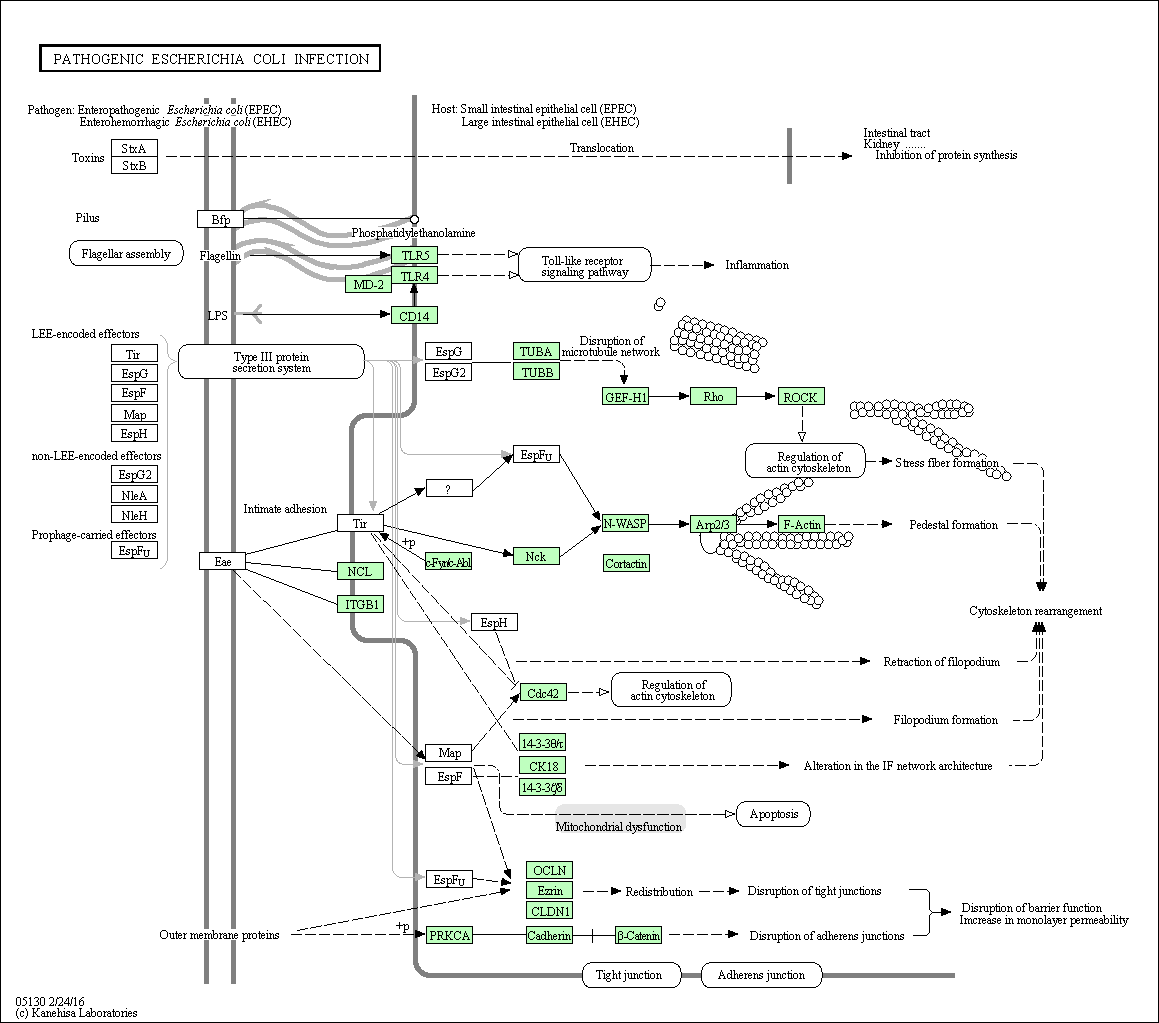 PATHOGENIC ESCHERICHIA COLI INFECTION
Pathogen: Enteropathogenic Escherichia coli (EPEC)
Enterohemorrhagic Escherichia coli (EHEC)
Host: Small intestinal epithelial cell (EPEC)
Large intestinal epithelial cell (EHEC)
Toxins
StxA
StxB
Translocation
Intestinal tract
Kidney .......
Inhibition of protein synthesis
Pilus
Bfp
Phosphatidylethanolamine
Flagellar assembly
Flagellin
TLR5
TLR4
MD-2
Toll-like receptor
signaling pathway
Inflammation
LPS
CD14
LEE-encoded effectors
Tir
EspG
EspF
Map
EspH
non-LEE-encoded effectors
EspG2
NleA
NleH
Prophage-carried effectors
EspFU
Type III protein
secretion system
EspG
EspG2
TUBA
TUBB
Disruption of
microtubule network
GEF-H1
Rho
ROCK
Regulation of
actin cytoskeleton
Stress fiber formation
EspFU
?
Intimate adhesion
Tir
+p
c-Fyn/c-Abl
Nck
N-WASP
Cortactin
Arp2/3
F-Actin
Pedestal formation
Eae
NCL
ITGB1
Cytoskeleton rearrangement
EspH
Retraction of filopodium
Cdc42
Regulation of
actin cytoskeleton
Filopodium formation
Map
EspF
14-3-3θ/τ
CK18
14-3-3ζ/δ
Alteration in the IF network architecture
Mitochondrial dysfunction
Apoptosis
EspFU
OCLN
Ezrin
CLDN1
Redistribution
Disruption of tight junctions
Disruption of barrier function
Increase in monolayer permeability
Outer membrane proteins
+p
PRKCA
Cadherin
β-Catenin
Disruption of adherens junctions
Tight junction
Adherens junction
05130 2/24/16
(c) Kanehisa Laboratories